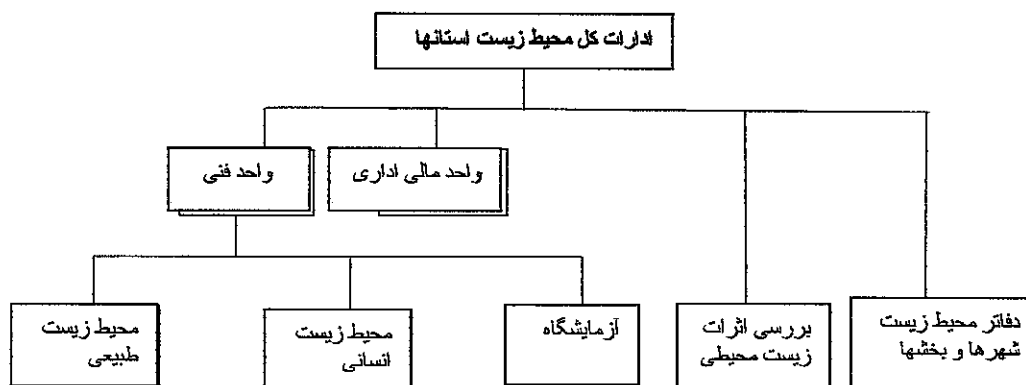 ادارات کل محیط زیست استانها
واحد مالی اداری
واحد فنی
دفاتر محیط زیست
شهرها و بخشها
بررسی اثرات
زیست محیطی
آزمایشگاه
محیط زیست
انسانی
محیط زیست
طبیعی